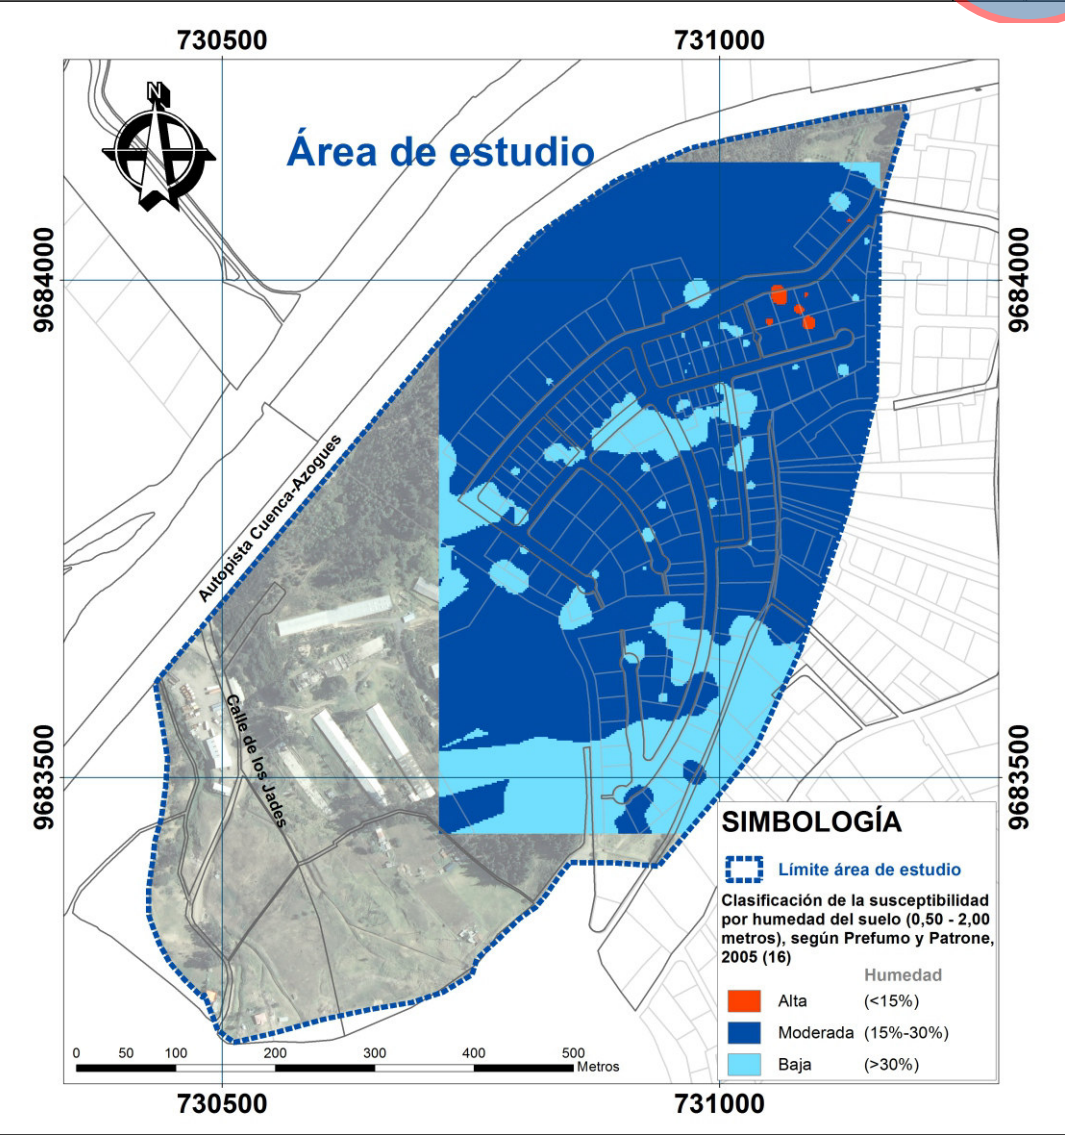 730500 731000
N
Área de estudio
9684000 9684000
Autopista Cuenca-Azogues
Calle de los Jades
9683500 9683500
SIMBOLOGÍA
Límite área de estudio
Clasificación de la susceptibilidad
por humedad del suelo (0,50 - 2,00
metros), según Prefumo y Patrone,
2005 (16)
Humedad
Alta (<15%)
Moderada (15%-30%)
Baja (>30%)
0 50 100 200 300 400 500
Metros
730500 731000